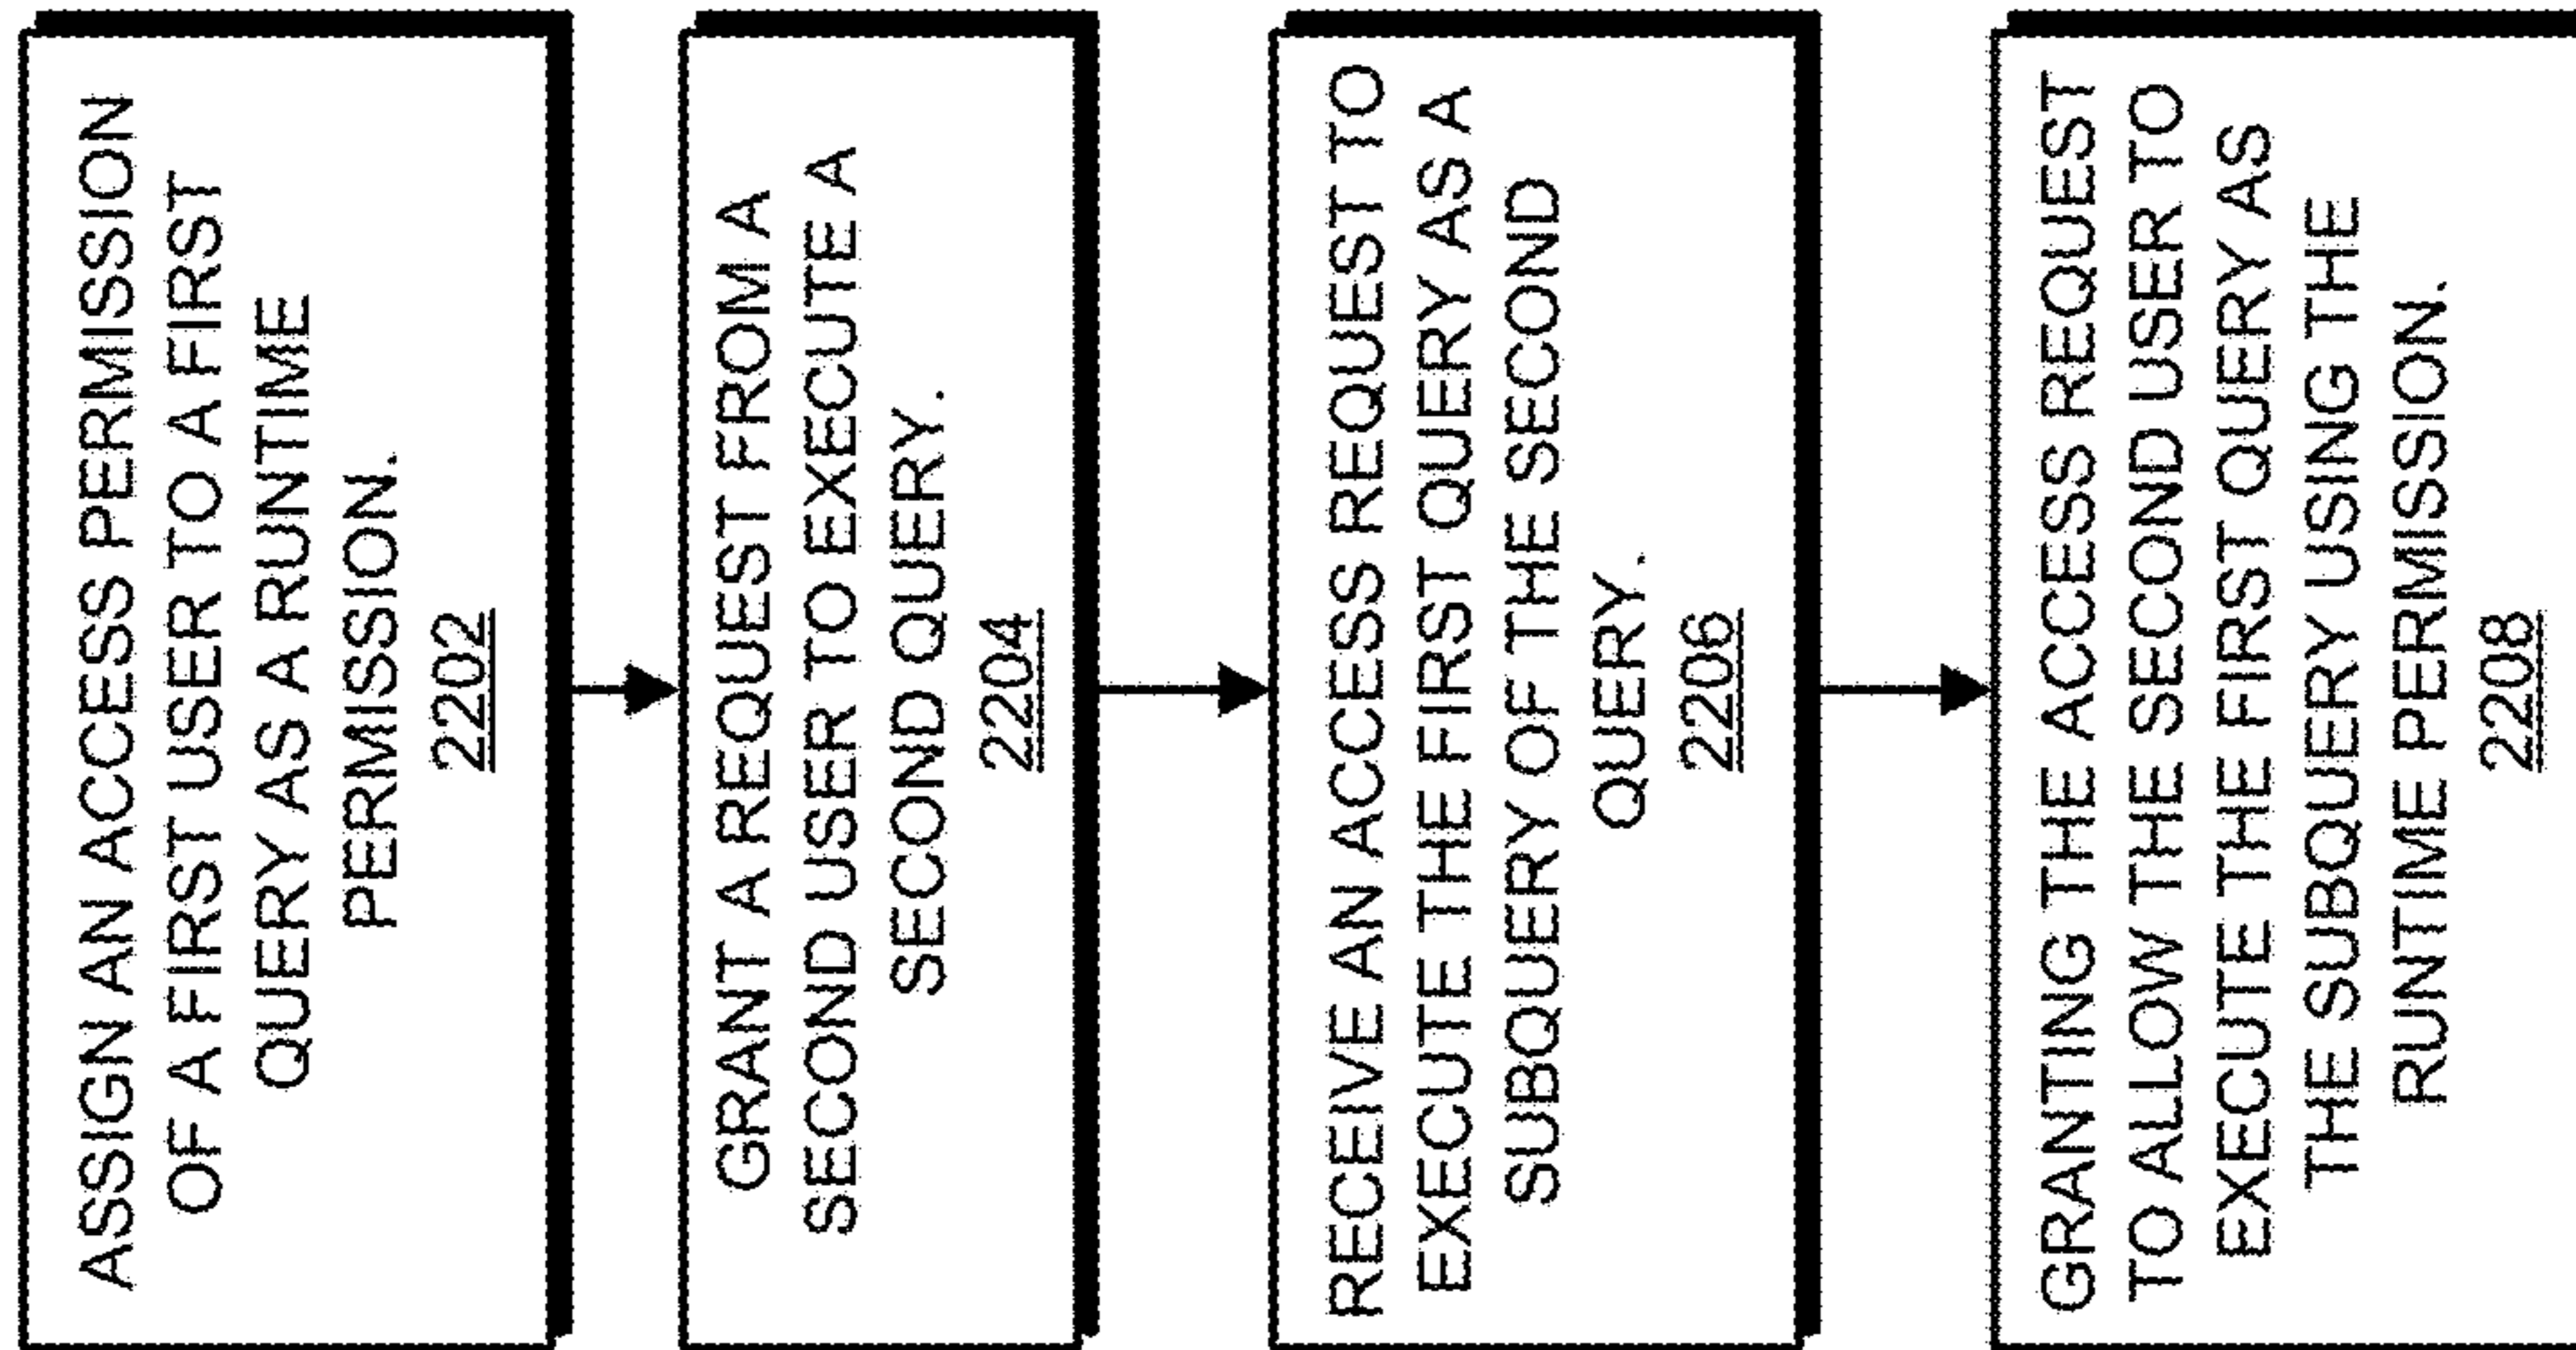 ASSIGN AN ACCESS PERMISSION
OF A FIRST USER TO A FIRST
QUERY AS A RUNTIME
PERMISSION.
2202
GRANT A REQUEST FROM A
SECOND USER TO EXECUTE A
SECOND QUERY.
2204
RECEIVE AN ACCESS REQUEST TO
EXECUTE THE FIRST QUERY AS A
SUBQUERY OF THE SECOND
QUERY.
2206
GRANTING THE ACCESS REQUEST
TO ALLOW THE SECOND USER TO
EXECUTE THE FIRST QUERY AS
THE SUBQUERY USING THE
RUNTIME PERMISSION.
2208